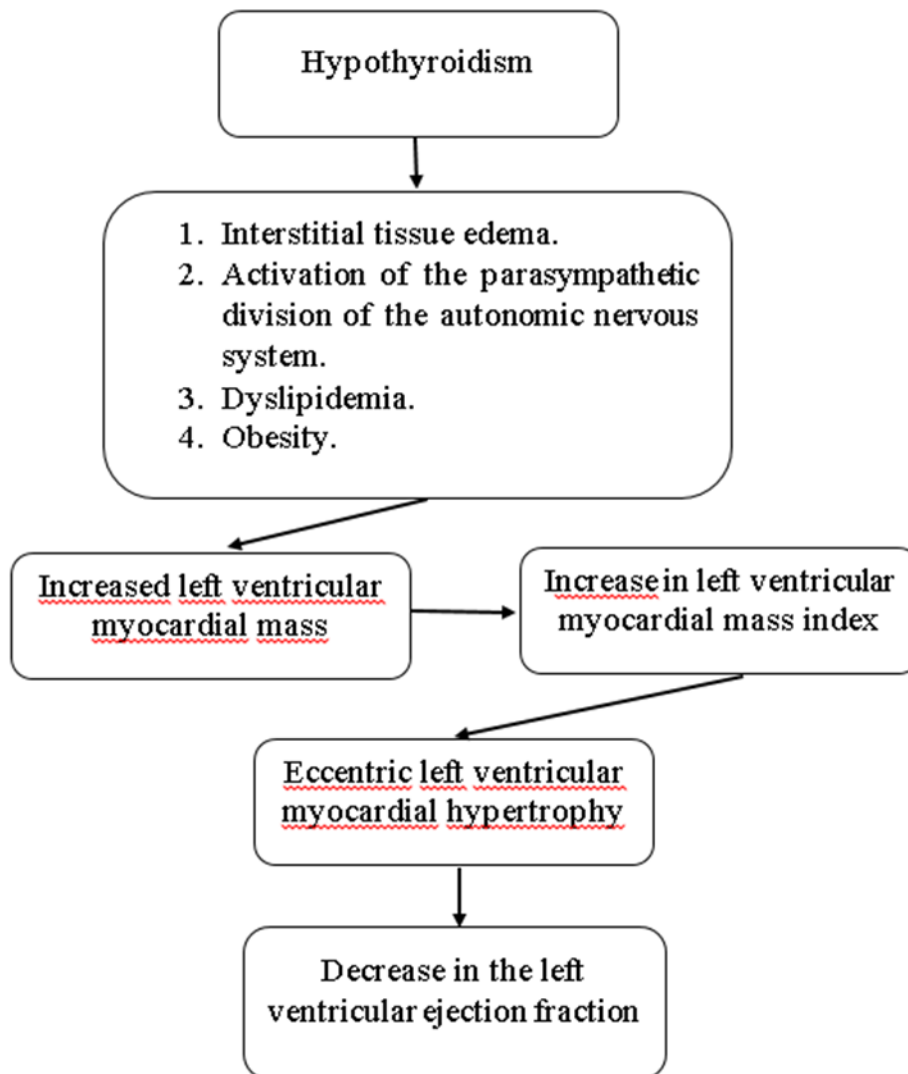 Hypothyroidism
1. Interstitial tissue edema.
2. Activation of the parasympathetic
division of the autonomic nervous
system.
3. Dyslipidemia.
4. Obesity.
Increased left ventricular
myocardial mass
Increase in left ventricular
myocardial mass index
Eccentric left ventricular
myocardial hypertrophy
Decrease in the left
ventricular ejection fraction